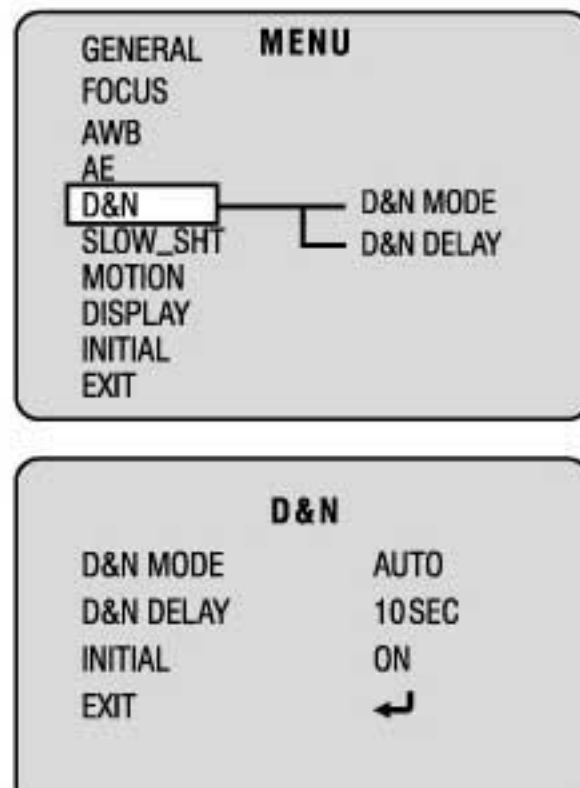 MENU
GENERAL
FOCUS
AWB
AE
D&N D&N MODE
SLOW_SHT D&N DELAY
MOTION
DISPLAY
INITIAL
EXIT
D&N
D&N MODE AUTO
D&N DELAY 10SEC
INITIAL ON
EXIT ↵